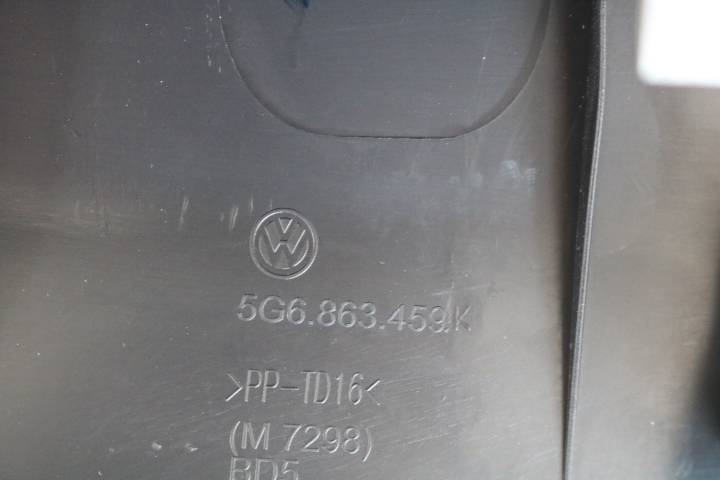 5G6.863.459.K
>PP-TD16<
(M 7298)
BD5